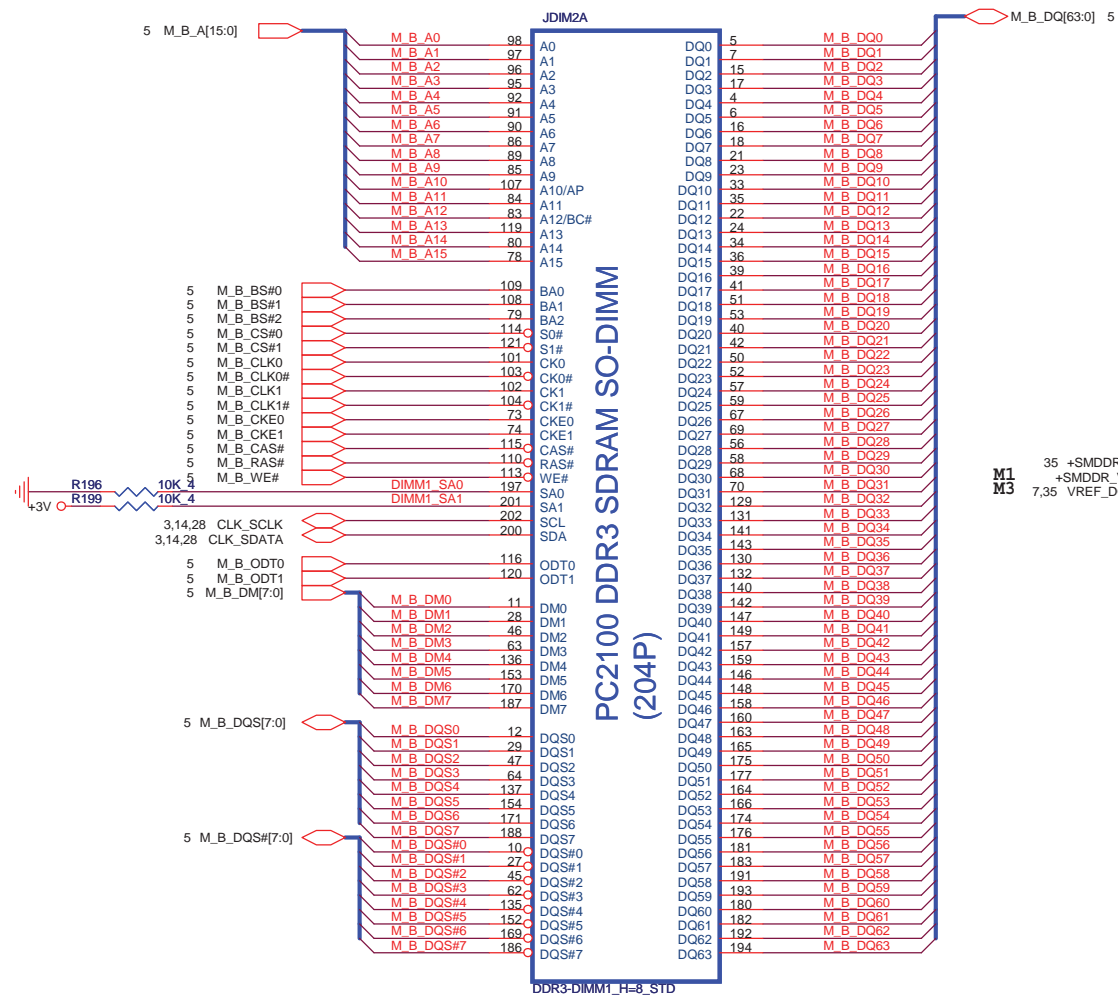 JDIM2A
5 M_B_A[15:0]
M_B_DQ[63:0] 5
M_B_A0 98 A0 DQ0 5 M_B_DQ0
M_B_A1 97 A1 DQ1 7 M_B_DQ1
M_B_A2 96 A2 DQ2 15 M_B_DQ2
M_B_A3 95 A3 DQ3 17 M_B_DQ3
M_B_A4 92 A4 DQ4 4 M_B_DQ4
M_B_A5 91 A5 DQ5 6 M_B_DQ5
M_B_A6 90 A6 DQ6 16 M_B_DQ6
M_B_A7 86 A7 DQ7 18 M_B_DQ7
M_B_A8 89 A8 DQ8 21 M_B_DQ8
M_B_A9 85 A9 DQ9 23 M_B_DQ9
M_B_A10 107 A10/AP DQ10 33 M_B_DQ10
M_B_A11 84 A11 DQ11 35 M_B_DQ11
M_B_A12 83 A12/BC# DQ12 22 M_B_DQ12
M_B_A13 119 A13 DQ13 24 M_B_DQ13
M_B_A14 80 A14 DQ14 34 M_B_DQ14
M_B_A15 78 A15 DQ15 36 M_B_DQ15
DQ16 39 M_B_DQ16
5 M_B_BS#0 109 BA0 DQ17 41 M_B_DQ17
5 M_B_BS#1 108 BA1 DQ18 51 M_B_DQ18
5 M_B_BS#2 79 BA2 DQ19 53 M_B_DQ19
5 M_B_CS#0 114 S0# DQ20 40 M_B_DQ20
5 M_B_CS#1 121 S1# DQ21 42 M_B_DQ21
5 M_B_CLK0 101 CK0 DQ22 50 M_B_DQ22
5 M_B_CLK0# 103 CK0# DQ23 52 M_B_DQ23
5 M_B_CLK1 102 CK1 DQ24 57 M_B_DQ24
5 M_B_CLK1# 104 CK1# DQ25 59 M_B_DQ25
5 M_B_CKE0 73 CKE0 DQ26 67 M_B_DQ26
5 M_B_CKE1 74 CKE1 DQ27 69 M_B_DQ27
5 M_B_CAS# 115 CAS# DQ28 56 M_B_DQ28
5 M_B_RAS# 110 RAS# DQ29 58 M_B_DQ29
5 M_B_WE# 113 WE# DQ30 68 M_B_DQ30
R196 10K_4 DIMM1_SA0 197 SA0 DQ31 70 M_B_DQ31
+3V R199 10K_4 DIMM1_SA1 201 SA1 DQ32 129 M_B_DQ32
3,14,28 CLK_SCLK 202 SCL DQ33 131 M_B_DQ33
3,14,28 CLK_SDATA 200 SDA DQ34 141 M_B_DQ34
DQ35 143 M_B_DQ35
5 M_B_ODT0 116 ODT0 DQ36 130 M_B_DQ36
5 M_B_ODT1 120 ODT1 DQ37 132 M_B_DQ37
5 M_B_DM[7:0] DQ38 140 M_B_DQ38
M_B_DM0 11 DM0 DQ39 142 M_B_DQ39
M_B_DM1 28 DM1 DQ40 147 M_B_DQ40
M_B_DM2 46 DM2 DQ41 149 M_B_DQ41
M_B_DM3 63 DM3 DQ42 157 M_B_DQ42
M_B_DM4 136 DM4 DQ43 159 M_B_DQ43
M_B_DM5 153 DM5 DQ44 146 M_B_DQ44
M_B_DM6 170 DM6 DQ45 148 M_B_DQ45
M_B_DM7 187 DM7 DQ46 158 M_B_DQ46
DQ47 160 M_B_DQ47
5 M_B_DQS[7:0]
M_B_DQS0 12 DQS0 DQ48 163 M_B_DQ48
M_B_DQS1 29 DQS1 DQ49 165 M_B_DQ49
M_B_DQS2 47 DQS2 DQ50 175 M_B_DQ50
M_B_DQS3 64 DQS3 DQ51 177 M_B_DQ51
M_B_DQS4 137 DQS4 DQ52 164 M_B_DQ52
M_B_DQS5 154 DQS5 DQ53 166 M_B_DQ53
M_B_DQS6 171 DQS6 DQ54 174 M_B_DQ54
M_B_DQS7 188 DQS7 DQ55 176 M_B_DQ55
5 M_B_DQS#[7:0]
M_B_DQS#0 10 DQS#0 DQ56 181 M_B_DQ56
M_B_DQS#1 27 DQS#1 DQ57 183 M_B_DQ57
M_B_DQS#2 45 DQS#2 DQ58 191 M_B_DQ58
M_B_DQS#3 62 DQS#3 DQ59 193 M_B_DQ59
M_B_DQS#4 135 DQS#4 DQ60 180 M_B_DQ60
M_B_DQS#5 152 DQS#5 DQ61 182 M_B_DQ61
M_B_DQS#6 169 DQS#6 DQ62 192 M_B_DQ62
M_B_DQS#7 186 DQS#7 DQ63 194 M_B_DQ63
PC2100 DDR3 SDRAM SO-DIMM
(204P)
DDR3-DIMM1_H=8_STD
35 +SMDDR
M1 +SMDDR_
M3 7,35 VREF_D